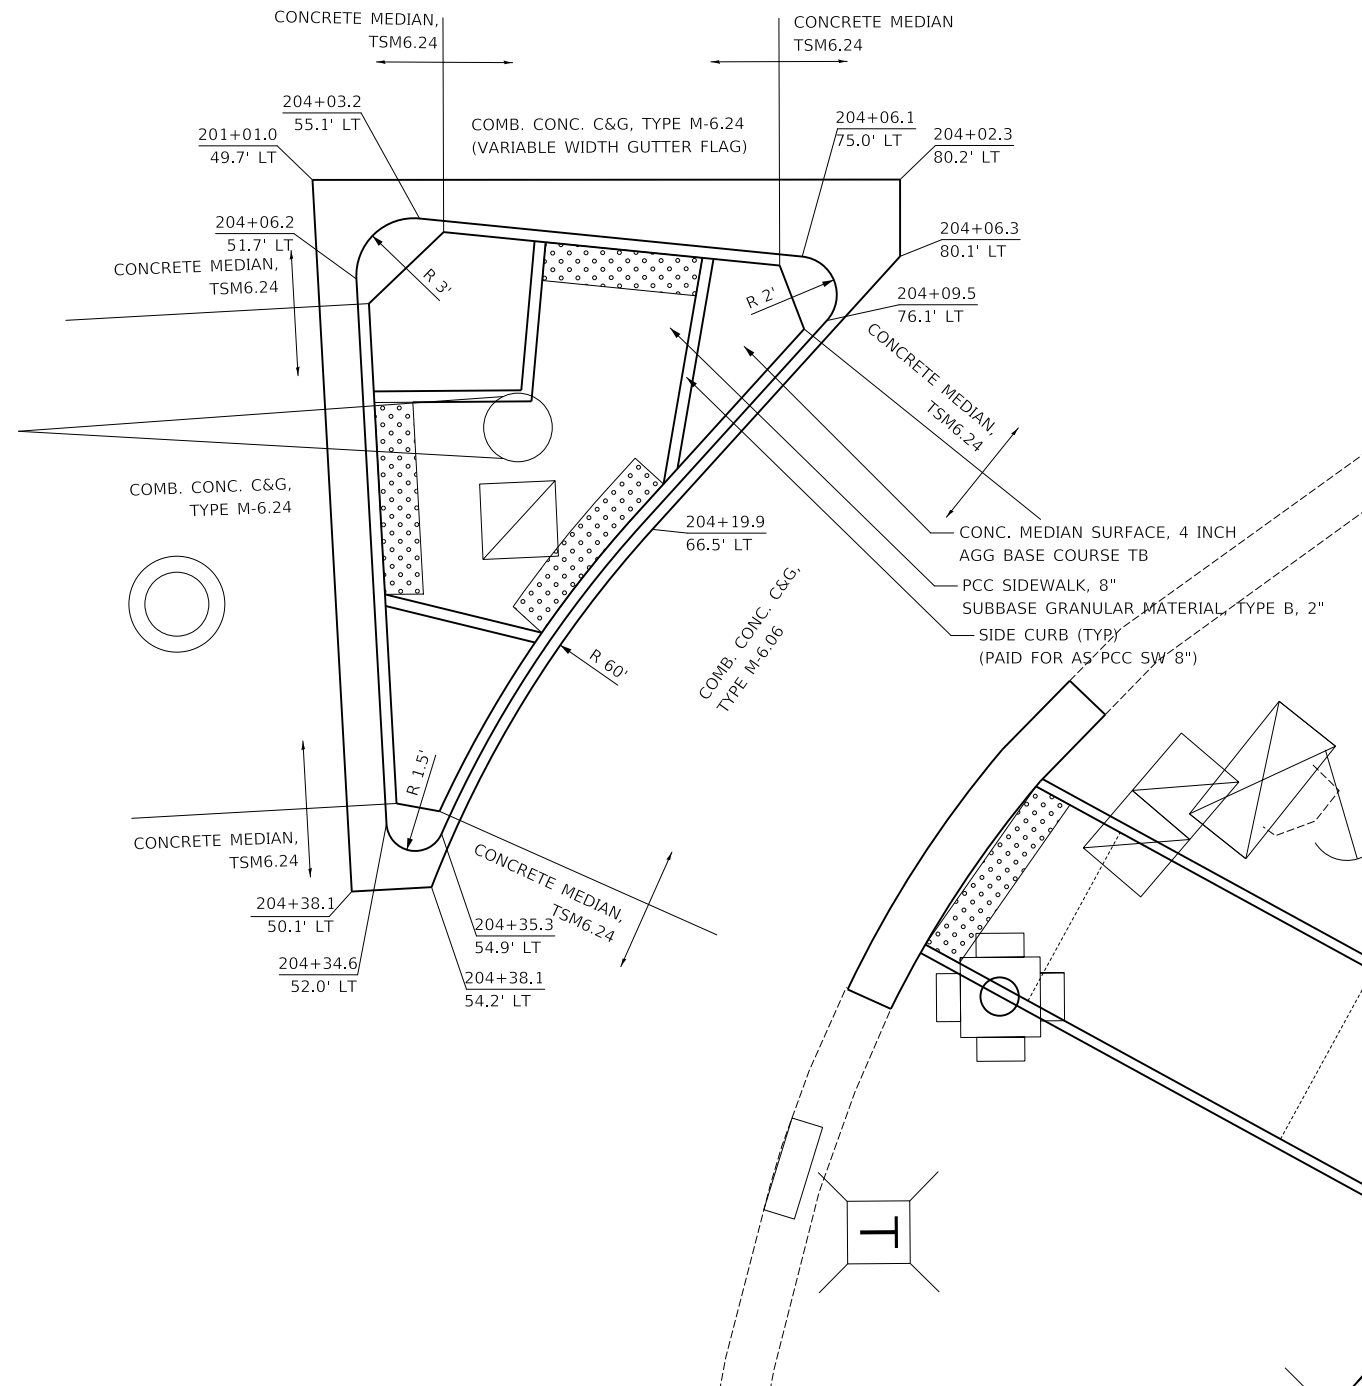 CONCRETE MEDIAN,
TSM6.24
CONCRETE MEDIAN
TSM6.24
204+03.2
55.1' LT
201+01.0
49.7' LT
COMB. CONC. C&G, TYPE M-6.24
(VARIABLE WIDTH GUTTER FLAG)
204+06.1
75.0' LT
204+02.3
80.2' LT
204+06.2
51.7' LT
204+06.3
80.1' LT
CONCRETE MEDIAN,
TSM6.24
R 3'
R 2'
204+09.5
76.1' LT
CONCRETE MEDIAN,
TSM6.24
COMB. CONC. C&G,
TYPE M-6.24
204+19.9
66.5' LT
CONC. MEDIAN SURFACE, 4 INCH
AGG BASE COURSE TB
PCC SIDEWALK, 8"
SUBBASE GRANULAR MATERIAL, TYPE B, 2"
SIDE CURB (TYP)
(PAID FOR AS PCC SW 8")
COMB. CONC. C&G,
TYPE M-6.06
R 60'
R 1.5'
CONCRETE MEDIAN,
TSM6.24
CONCRETE MEDIAN,
TSM6.24
204+38.1
50.1' LT
204+35.3
54.9' LT
204+34.6
52.0' LT
204+38.1
54.2' LT
T